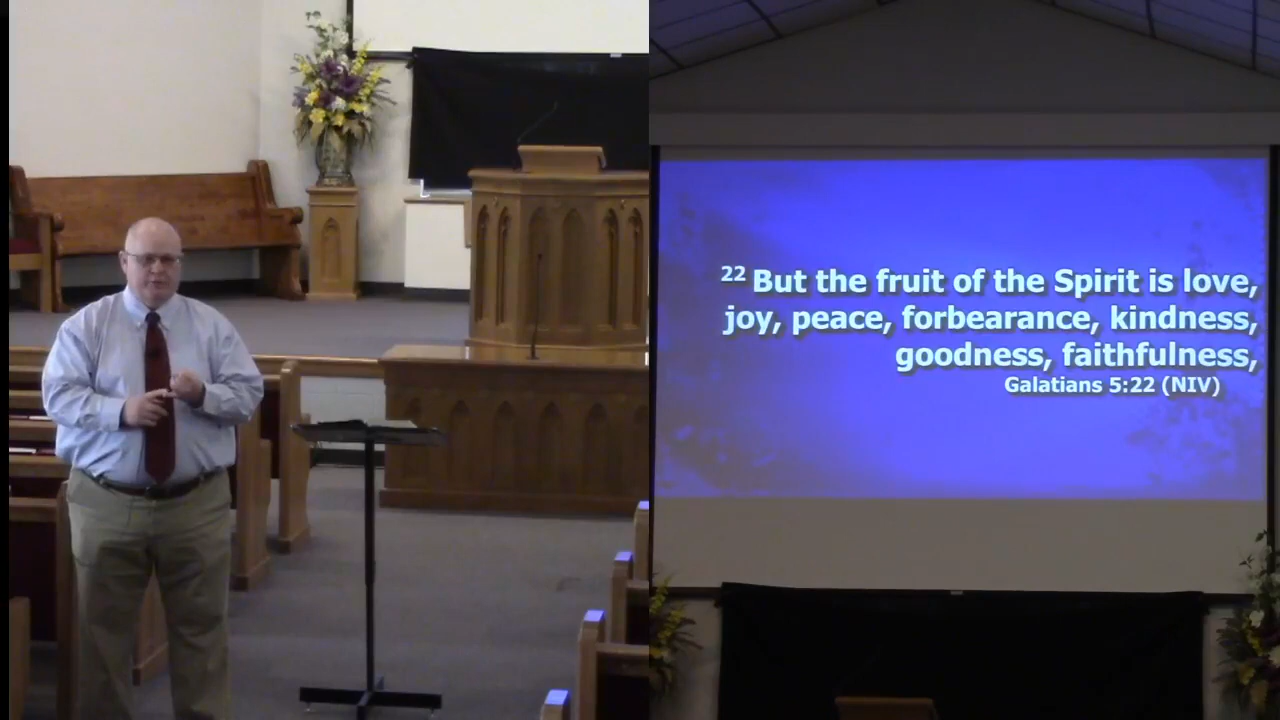 22 But the fruit of the Spirit is love,
joy, peace, forbearance, kindness,
goodness, faithfulness,
Galatians 5:22 (NIV)